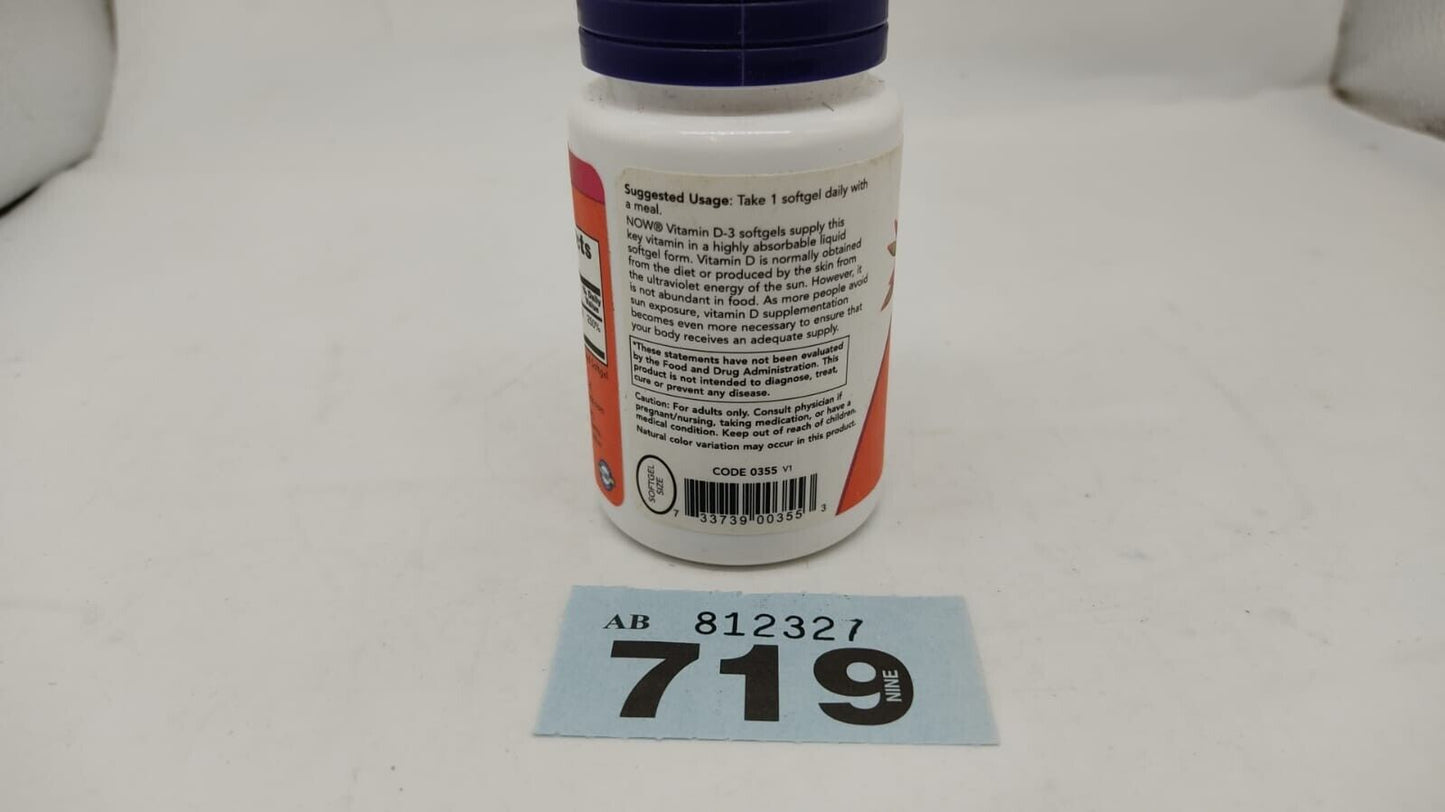 Suggested Usage: Take 1 softgel daily with
a meal.
NOW® Vitamin D-3 softgels supply this
key vitamin in a highly absorbable liquid
softgel form. Vitamin D is normally obtained
from the diet or produced by the skin from
the ultraviolet energy of the sun. However, it
is not abundant in food. As more people avoid
sun exposure, vitamin D supplementation
becomes even more necessary to ensure that
your body receives an adequate supply.
*These statements have not been evaluated
by the Food and Drug Administration. This
product is not intended to diagnose, treat,
cure or prevent any disease.
Caution: For adults only. Consult physician if
pregnant/nursing, taking medication, or have a
medical condition. Keep out of reach of children.
Natural color variation may occur in this product.
CODE 0355 V1
SOFTGEL
SIZE
7 33739 00355 3
% Daily
250%
AB 812327
719
NINE